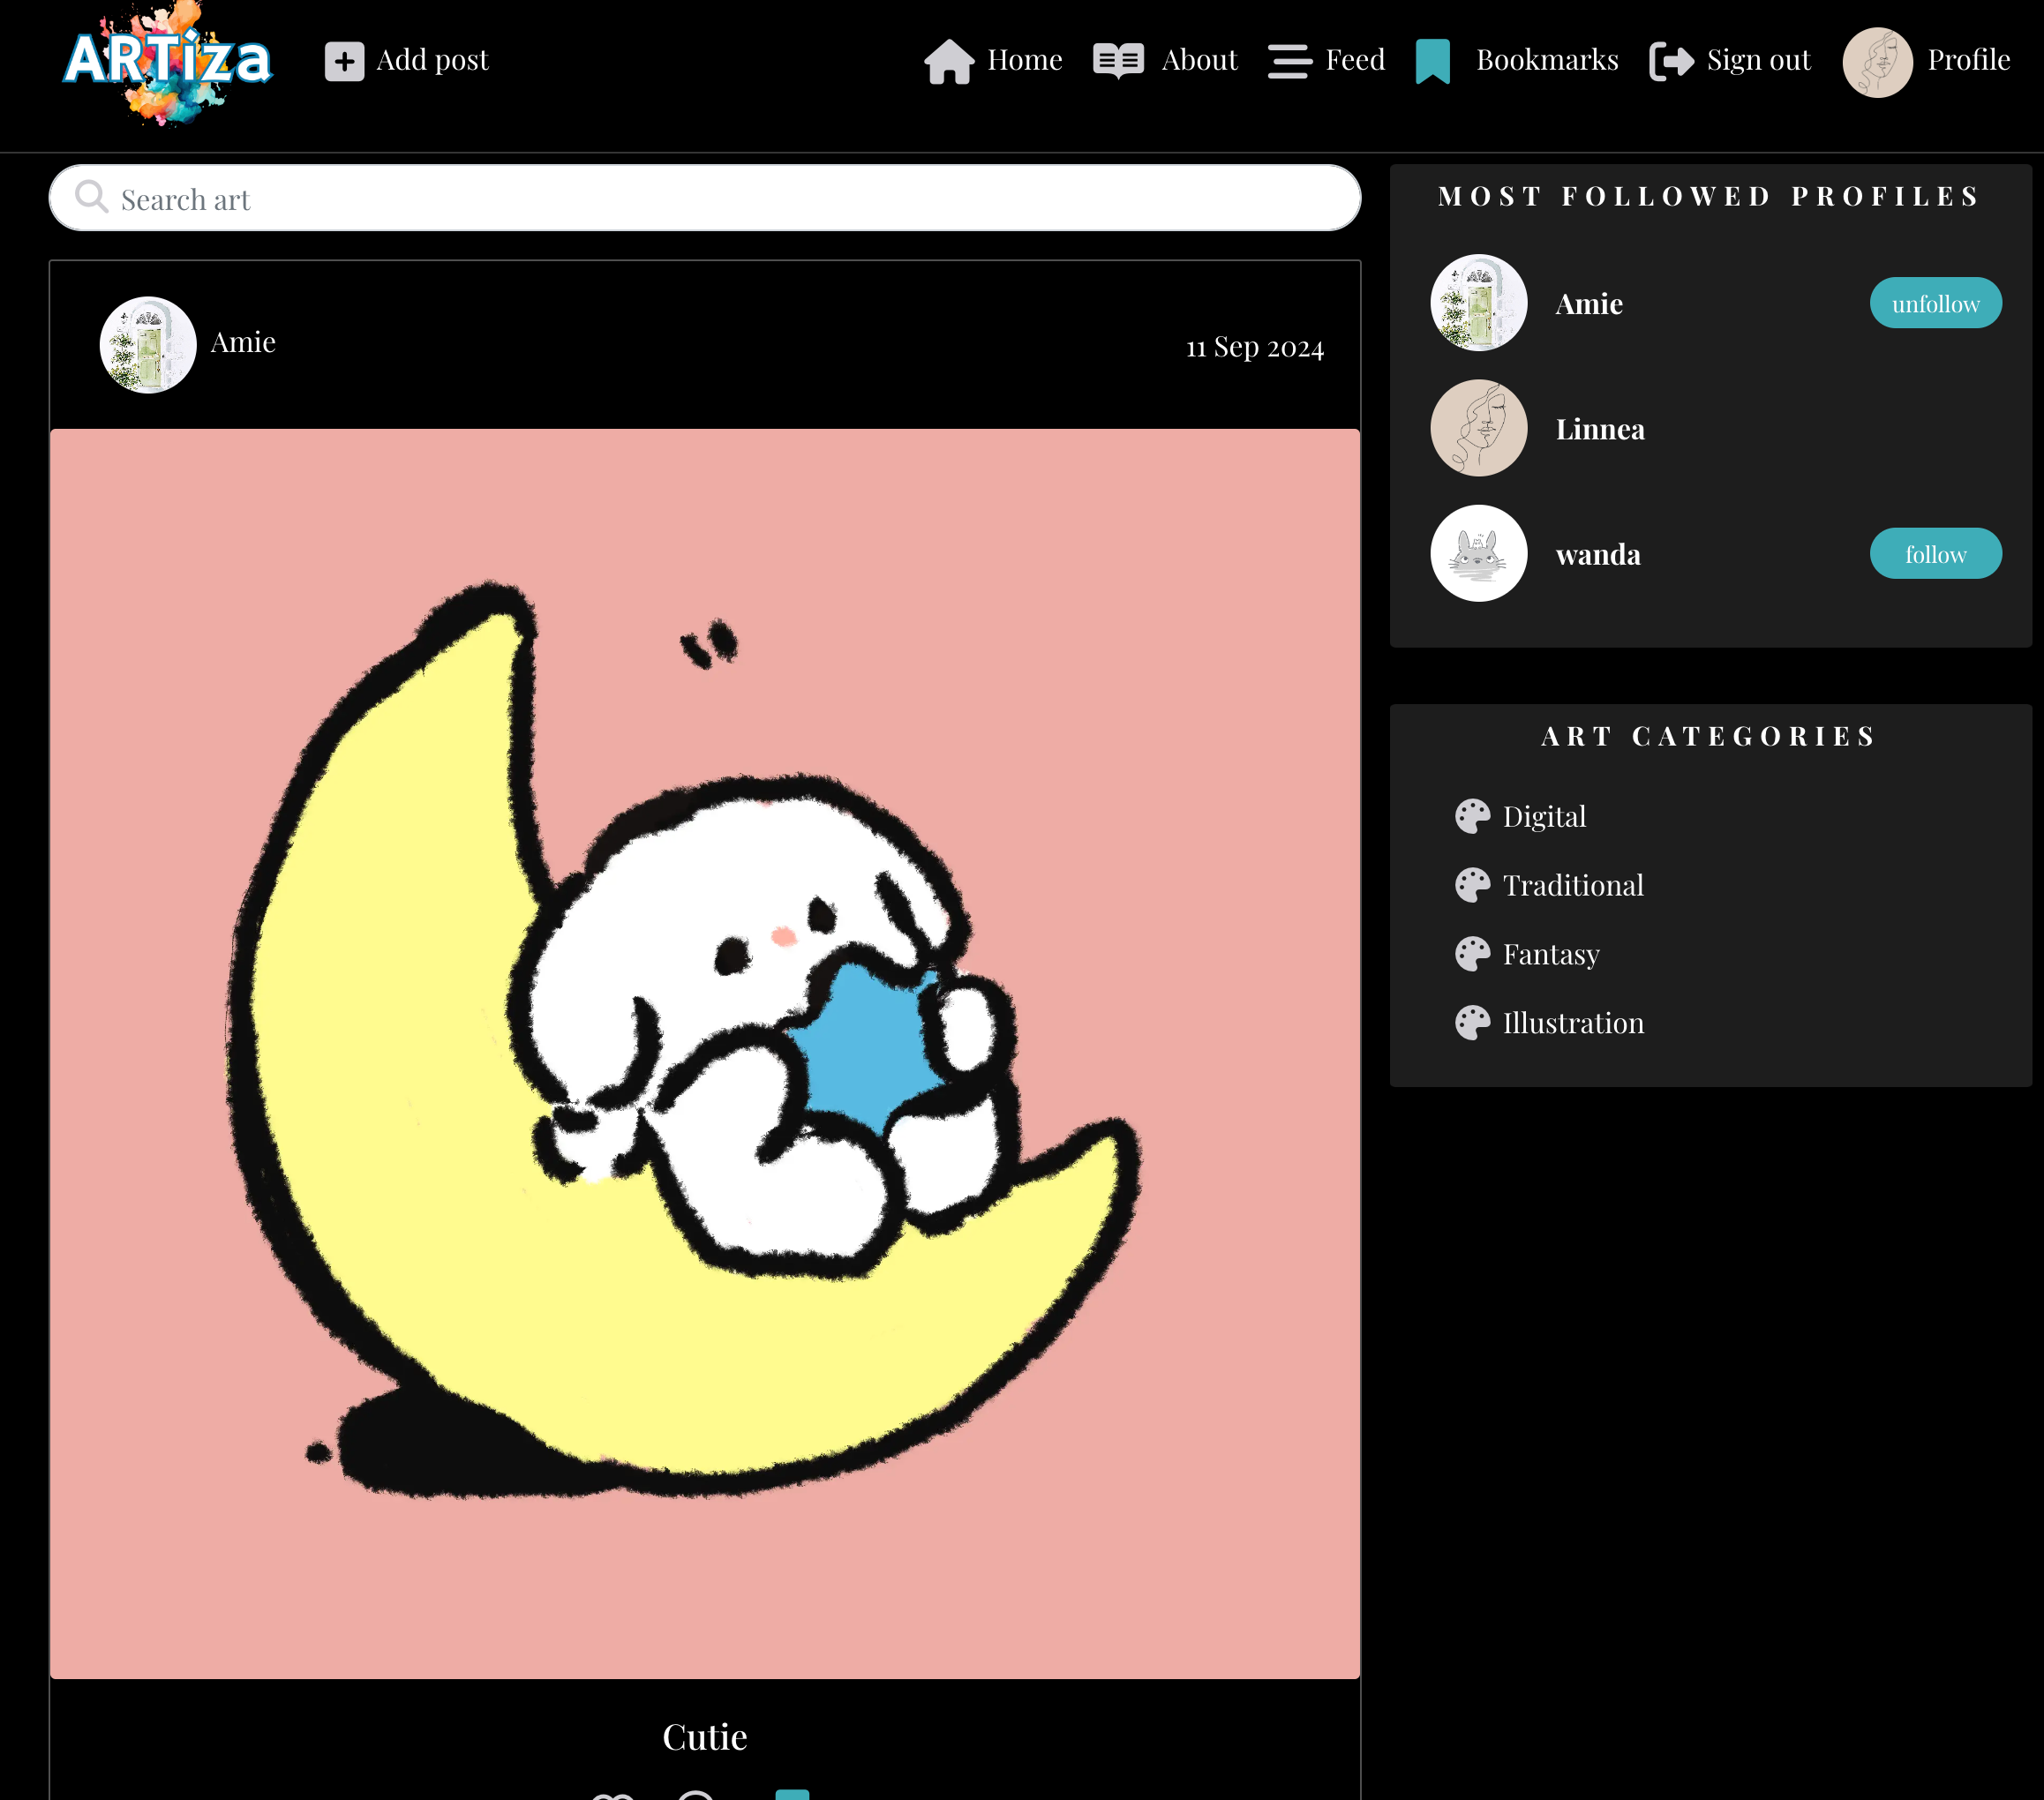 ARTiza
Add post
Home
About
Feed
Bookmarks
Sign out
Profile
Search art
Amie
11 Sep 2024
Cutie
MOST FOLLOWED PROFILES
Amie
unfollow
Linnea
wanda
follow
ART CATEGORIES
Digital
Traditional
Fantasy
Illustration